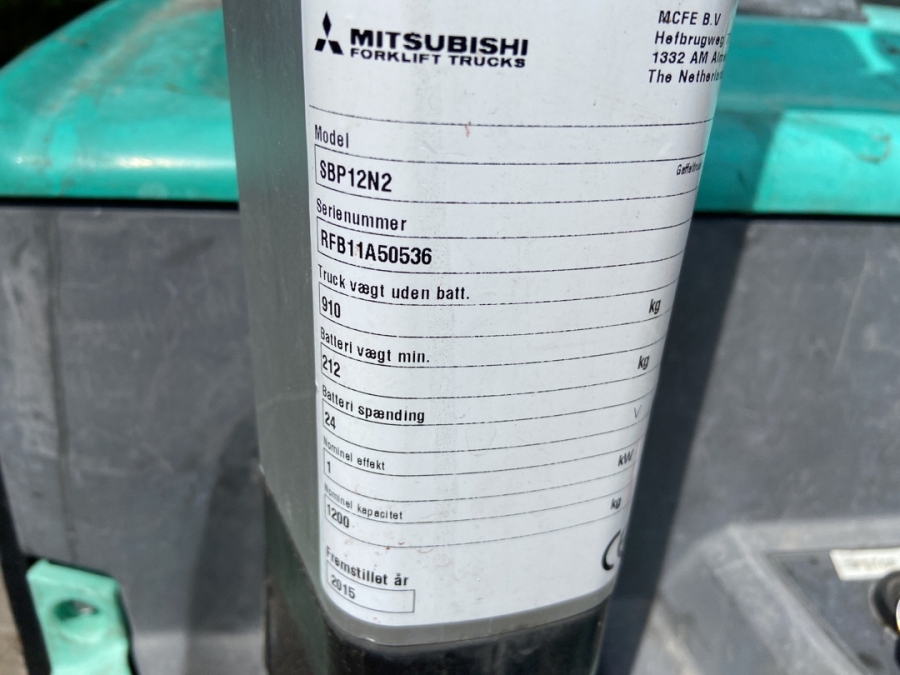 MITSUBISHI
FORKLIFT TRUCKS
MCFE B.V
Hefbrugweg
1332 AM
The
Model
SBP12N2
Serienummer
RFB11A50536
Truck vægt uden batt.
910 kg
Batteri vægt min.
212 kg
Batteri spænding
24 V
Nominel effekt
1 kW
Nominel kapacitet
1200 kg
Fremstillet år
2015